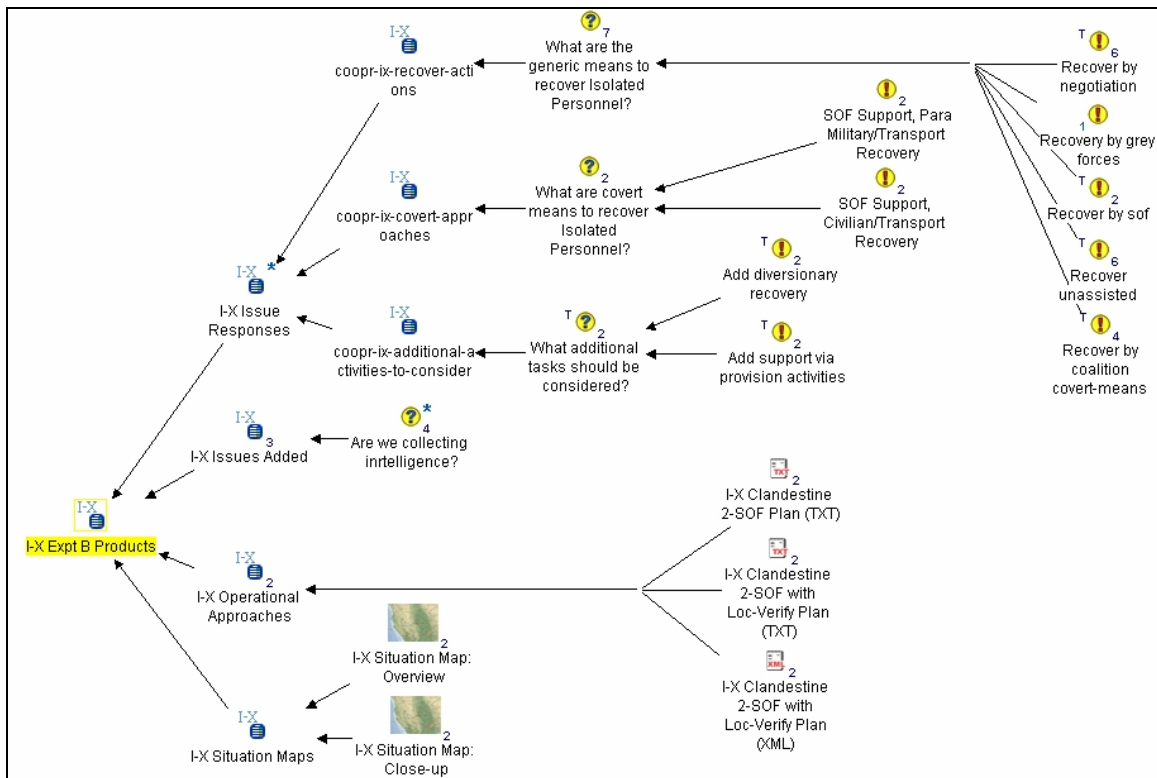 I-X
coopr-ix-recover-acti
ons
?
7
What are the
generic means to
recover Isolated
Personnel?
T
!
6
Recover by
negotiation
!
1
Recovery by grey
forces
T
!
2
Recover by sof
T
!
6
Recover
unassisted
T
!
4
Recover by
coalition
covert-means
!
2
SOF Support, Para
Military/Transport
Recovery
!
2
SOF Support,
Civilian/Transport
Recovery
I-X
coopr-ix-covert-appr
oaches
?
2
What are covert
means to recover
Isolated
Personnel?
I-X
*
I-X Issue
Responses
I-X
coopr-ix-additional-a
ctivities-to-consider
T
?
2
What additional
tasks should be
considered?
T
!
2
Add diversionary
recovery
T
!
2
Add support via
provision activities
I-X
3
I-X Issues Added
?
*
4
Are we collecting
inrtelligence?
I-X
I-X Expt B Products
I-X
2
I-X Operational
Approaches
TXT
2
I-X Clandestine
2-SOF Plan (TXT)
TXT
2
I-X Clandestine
2-SOF with
Loc-Verify Plan
(TXT)
XML
2
I-X Clandestine
2-SOF with
Loc-Verify Plan
(XML)
I-X
I-X Situation Maps
2
I-X Situation Map:
Overview
2
I-X Situation Map:
Close-up